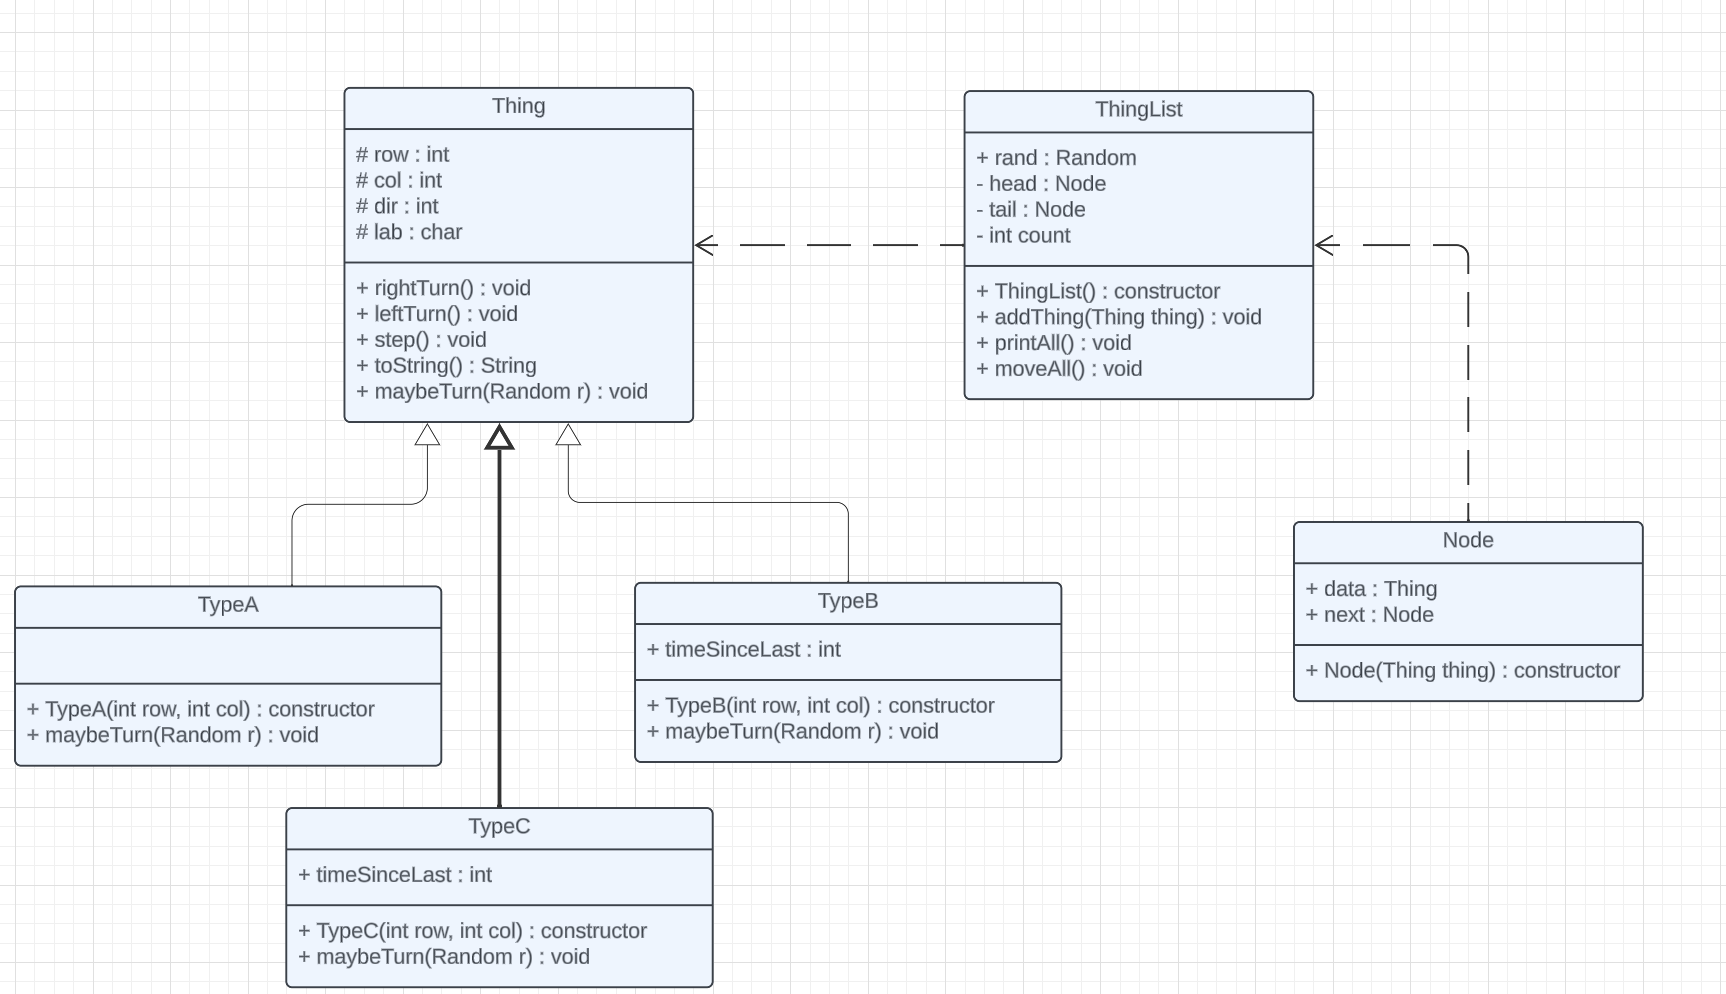 Thing
# row : int
# col : int
# dir : int
# lab : char
+ rightTurn() : void
+ leftTurn() : void
+ step() : void
+ toString() : String
+ maybeTurn(Random r) : void
ThingList
+ rand : Random
- head : Node
- tail : Node
- int count
+ ThingList() : constructor
+ addThing(Thing thing) : void
+ printAll() : void
+ moveAll() : void
TypeA
+ TypeA(int row, int col) : constructor
+ maybeTurn(Random r) : void
TypeB
+ timeSinceLast : int
+ TypeB(int row, int col) : constructor
+ maybeTurn(Random r) : void
Node
+ data : Thing
+ next : Node
+ Node(Thing thing) : constructor
TypeC
+ timeSinceLast : int
+ TypeC(int row, int col) : constructor
+ maybeTurn(Random r) : void